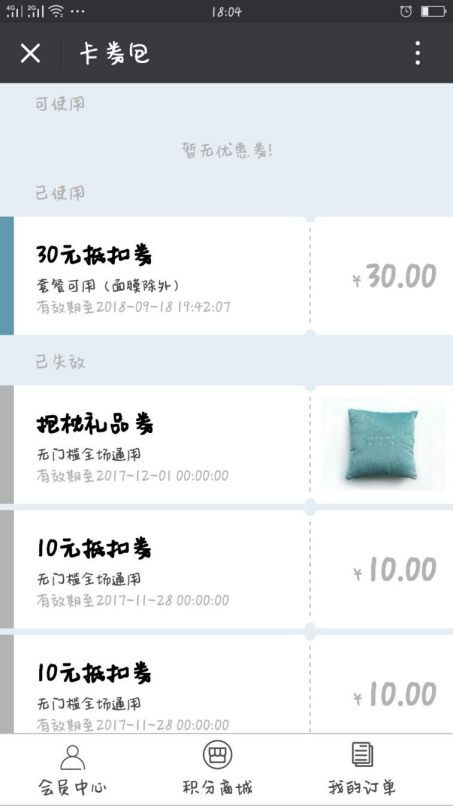 4G 2G 18:04
卡券包
可使用
暂无优惠券!
已使用
30元抵扣券
套餐可用（面膜除外）
有效期至2018-09-18 19:42:07
¥30.00
已失效
抱枕礼品券
无门槛全场通用
有效期至2017-12-01 00:00:00
10元抵扣券
无门槛全场通用
有效期至2017-11-28 00:00:00
¥10.00
10元抵扣券
无门槛全场通用
有效期至2017-11-28 00:00:00
¥10.00
会员中心 积分商城 我的订单